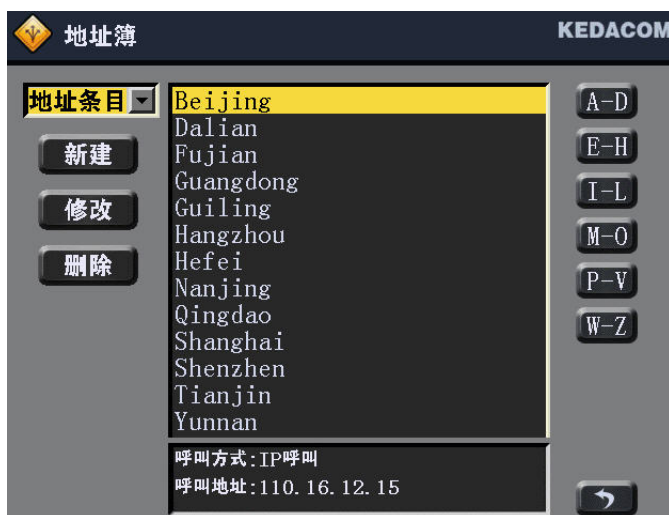 地址簿
KEDACOM
地址条目
新建
修改
删除
Beijing
Dalian
Fujian
Guangdong
Guiling
Hangzhou
Hefei
Nanjing
Qingdao
Shanghai
Shenzhen
Tianjin
Yunnan
A-D
E-H
I-L
M-O
P-V
W-Z
呼叫方式:IP呼叫
呼叫地址:110.16.12.15